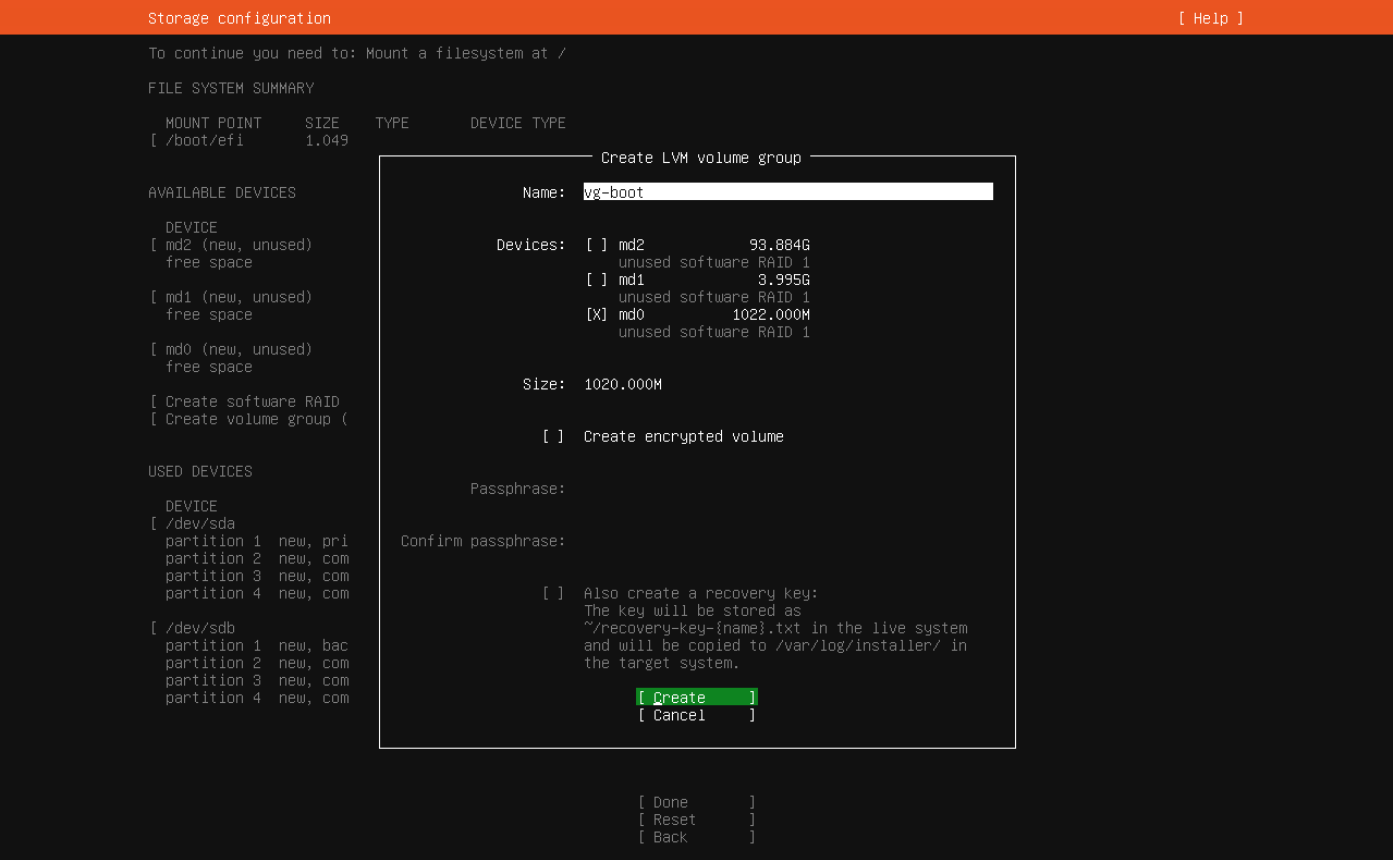 Storage configuration [ Help ]
To continue you need to: Mount a filesystem at /
FILE SYSTEM SUMMARY
MOUNT POINT SIZE TYPE DEVICE TYPE
[ /boot/efi 1.049
Create LVM volume group
Name: vg-boot
AVAILABLE DEVICES
DEVICE
[ md2 (new, unused)
free space
[ md1 (new, unused)
free space
[ md0 (new, unused)
free space
[ Create software RAID
[ Create volume group (
Devices: [ ] md2 93.884G
unused software RAID 1
[ ] md1 3.995G
unused software RAID 1
[X] md0 1022.000M
unused software RAID 1
Size: 1020.000M
[ ] Create encrypted volume
Passphrase:
Confirm passphrase:
[ ] Also create a recovery key:
The key will be stored as
~/recovery-key-{name}.txt in the live system
and will be copied to /var/log/installer/ in
the target system.
[ Create ]
[ Cancel ]
USED DEVICES
DEVICE
[ /dev/sda
partition 1 new, pri
partition 2 new, com
partition 3 new, com
partition 4 new, com
[ /dev/sdb
partition 1 new, bac
partition 2 new, com
partition 3 new, com
partition 4 new, com
[ Done ]
[ Reset ]
[ Back ]